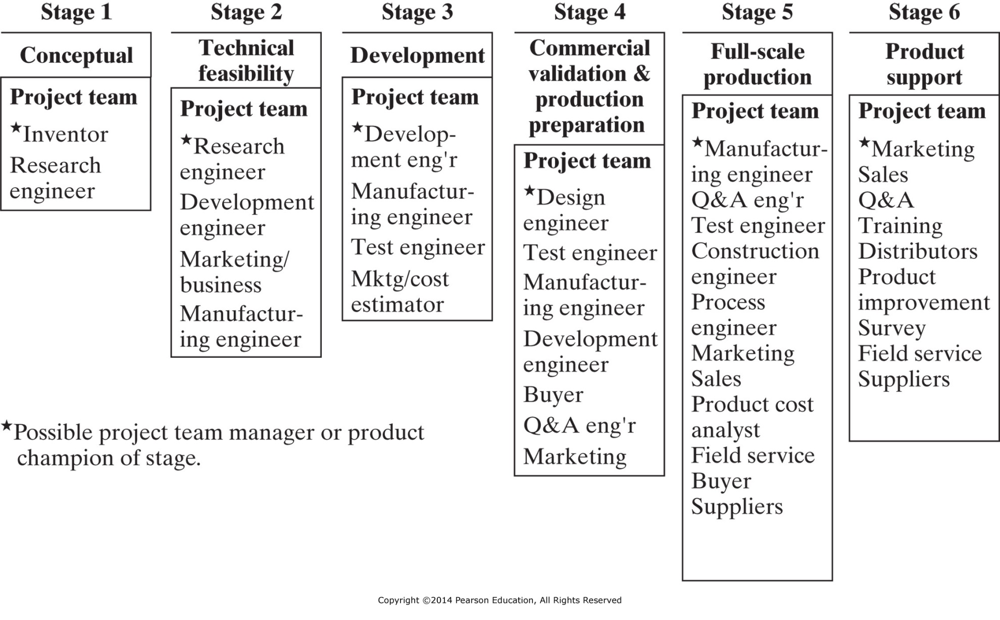 Stage 1
Conceptual
Project team
★Inventor
Research
engineer
Stage 2
Technical
feasibility
Project team
★Research
engineer
Development
engineer
Marketing/
business
Manufactur-
ing engineer
Stage 3
Development
Project team
★Develop-
ment eng'r
Manufactur-
ing engineer
Test engineer
Mktg/cost
estimator
Stage 4
Commercial
validation &
production
preparation
Project team
★Design
engineer
Test engineer
Manufactur-
ing engineer
Development
engineer
Buyer
Q&A eng'r
Marketing
Stage 5
Full-scale
production
Project team
★Manufactur-
ing engineer
Q&A eng'r
Test engineer
Construction
engineer
Process
engineer
Marketing
Sales
Product cost
analyst
Field service
Buyer
Suppliers
Stage 6
Product
support
Project team
★Marketing
Sales
Q&A
Training
Distributors
Product
improvement
Survey
Field service
Suppliers
★Possible project team manager or product
champion of stage.
Copyright ©2014 Pearson Education, All Rights Reserved